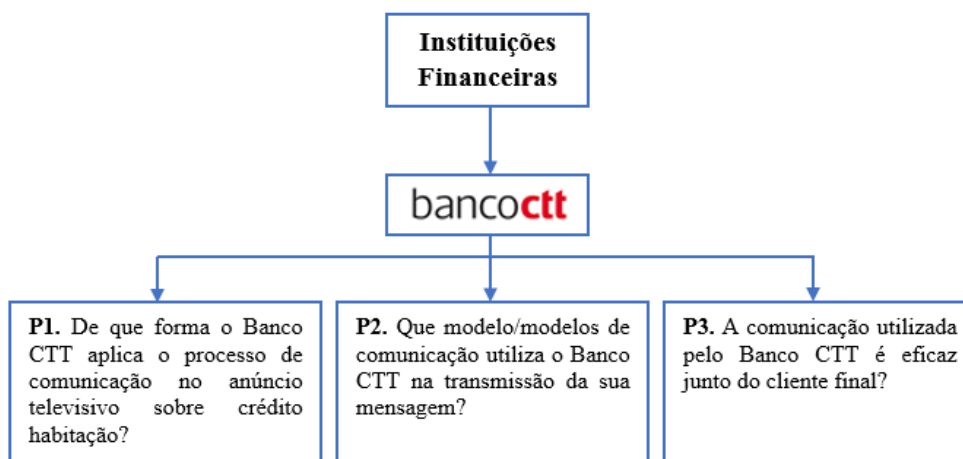 Instituições
Financeiras
bancoctt
P1. De que forma o Banco
CTT aplica o processo de
comunicação no anúncio
televisivo sobre crédito
habitação?
P2. Que modelo/modelos de
comunicação utiliza o Banco
CTT na transmissão da sua
mensagem?
P3. A comunicação utilizada
pelo Banco CTT é eficaz
junto do cliente final?